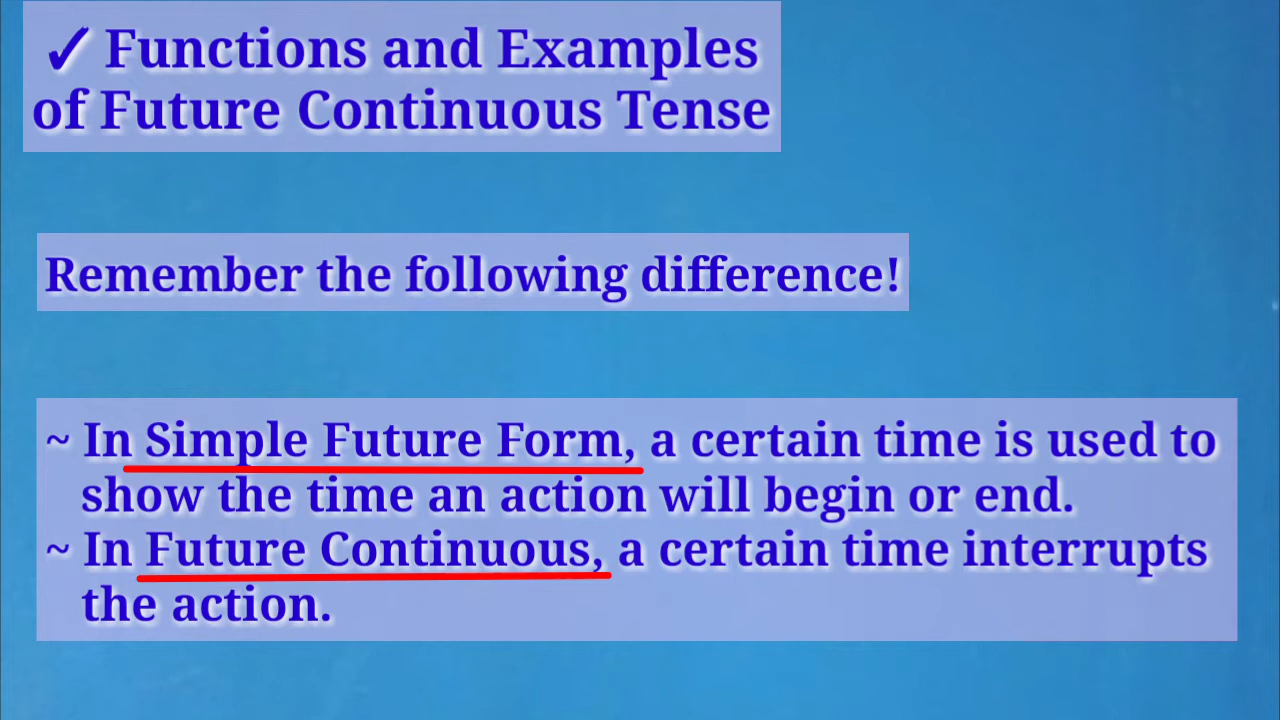 ✓ Functions and Examples
of Future Continuous Tense
Remember the following difference!
~ In Simple Future Form, a certain time is used to
show the time an action will begin or end.
~ In Future Continuous, a certain time interrupts
the action.